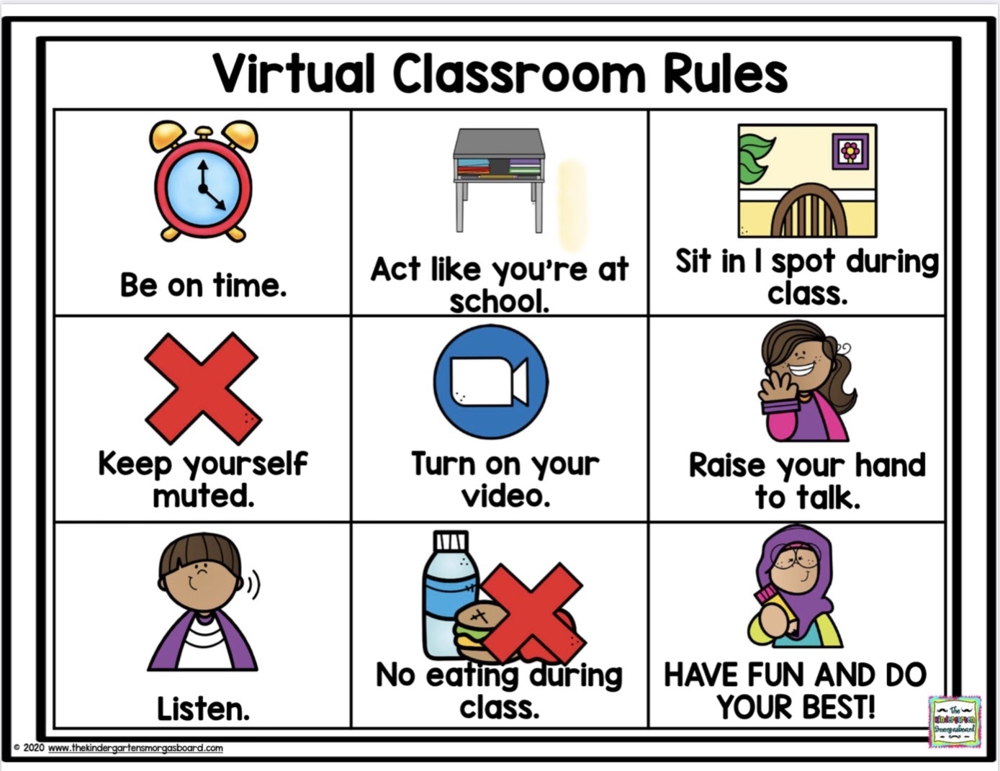 Virtual Classroom Rules
Be on time.
Act like you're at
school.
Sit in 1 spot during
class.
Keep yourself
muted.
Turn on your
video.
Raise your hand
to talk.
Listen.
No eating during
class.
HAVE FUN AND DO
YOUR BEST!
© 2020 www.thekindergartensmorgasboard.com
The
Kindergarten
Smorgasboard